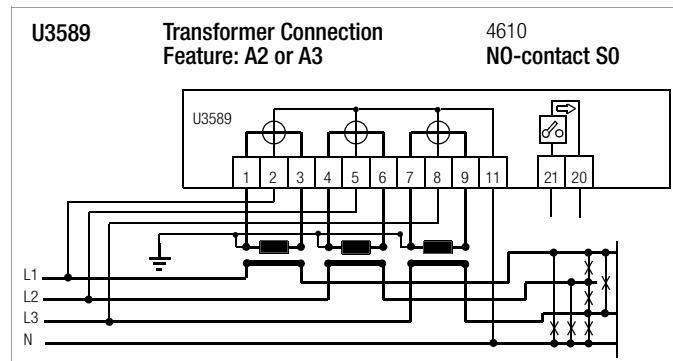 U3589 Transformer Connection 4610
Feature: A2 or A3 NO-contact S0
U3589
1 2 3 4 5 6 7 8 9 11 21 20
L1
L2
L3
N